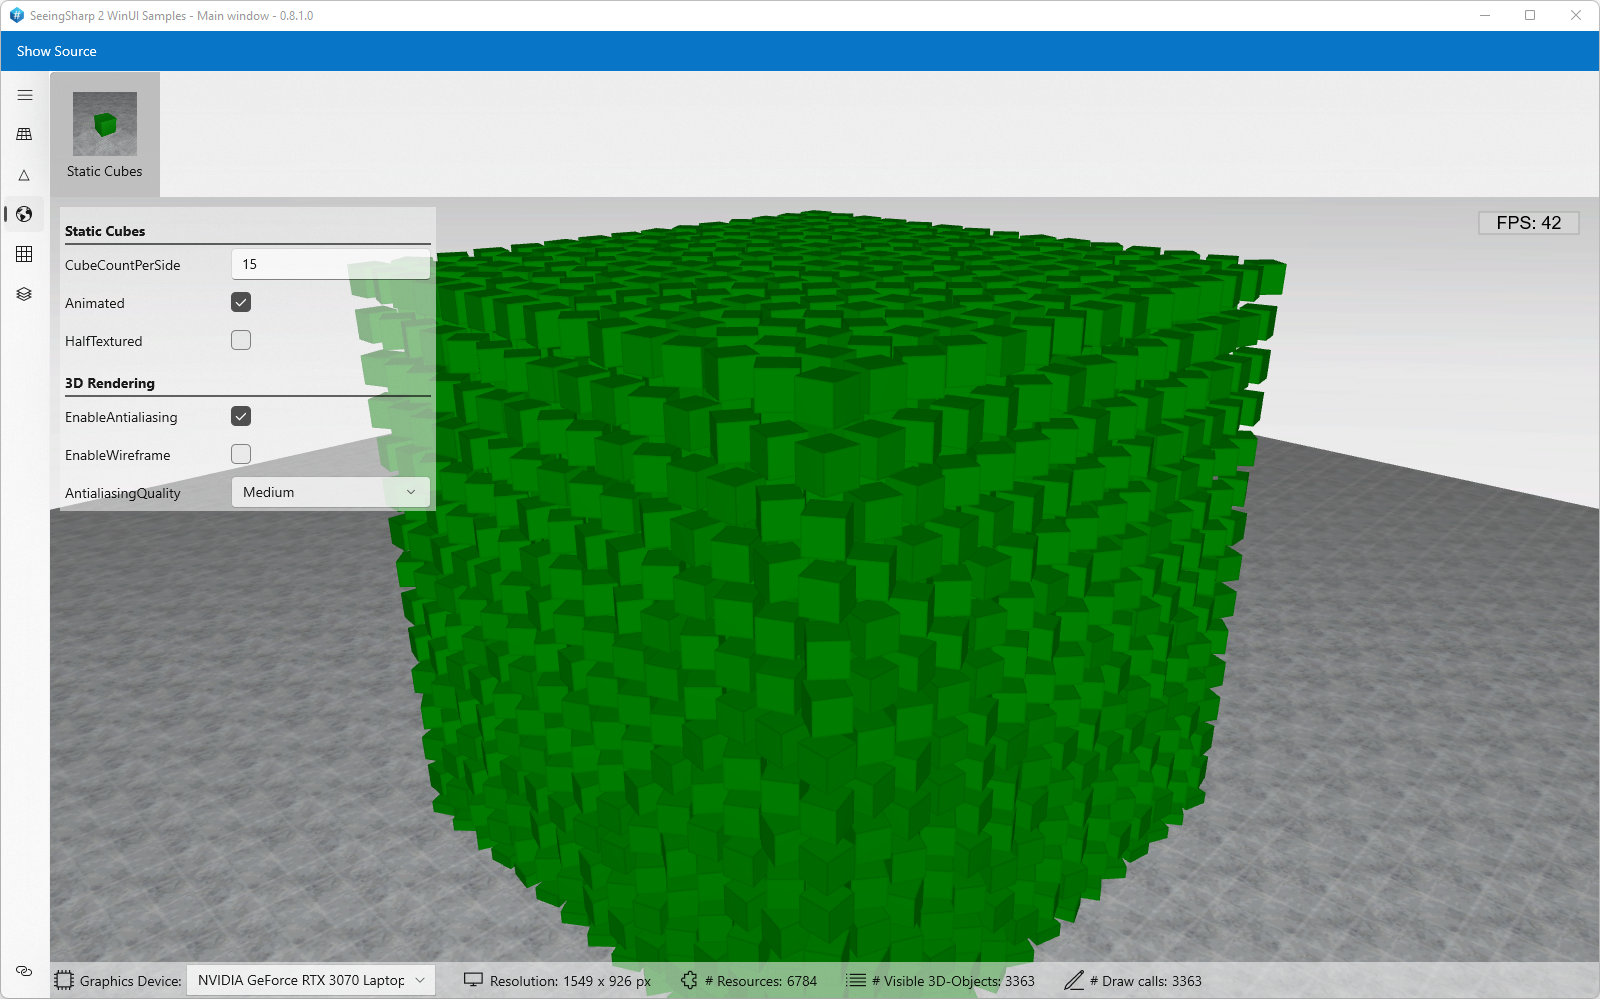 SeeingSharp 2 WinUI Samples - Main window - 0.8.1.0
Show Source
Static Cubes
FPS: 42
Static Cubes
CubeCountPerSide 15
Animated
HalfTextured
3D Rendering
EnableAntialiasing
EnableWireframe
AntialiasingQuality Medium
Graphics Device: NVIDIA GeForce RTX 3070 Laptop Resolution: 1549 x 926 px # Resources: 6784 # Visible 3D-Objects: 3363 # Draw calls: 3363